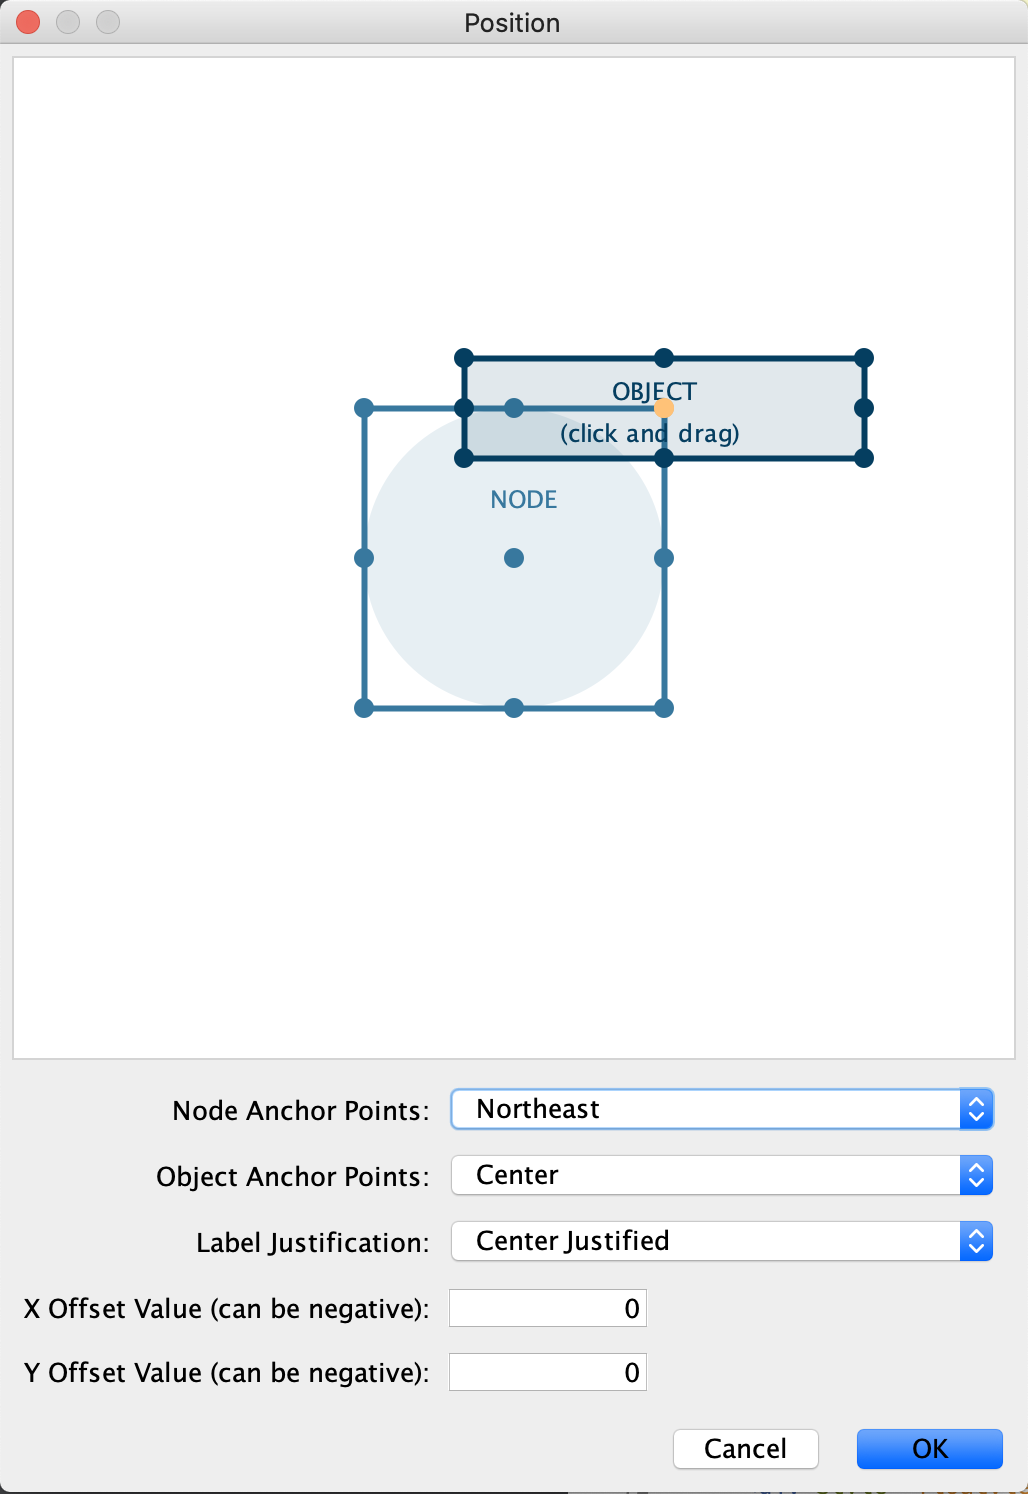 Position
OBJECT
(click and drag)
NODE
Node Anchor Points: Northeast
Object Anchor Points: Center
Label Justification: Center Justified
X Offset Value (can be negative): 0
Y Offset Value (can be negative): 0
Cancel OK